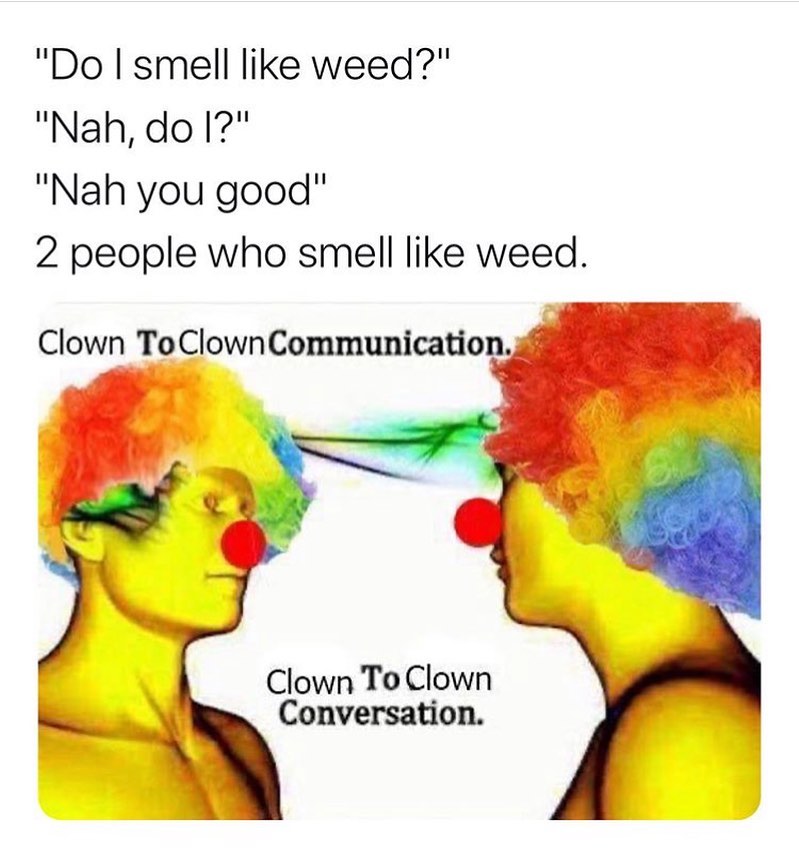 "Do I smell like weed?"
"Nah, do I?"
"Nah you good"
2 people who smell like weed.
Clown To Clown Communication.
Clown To Clown
Conversation.